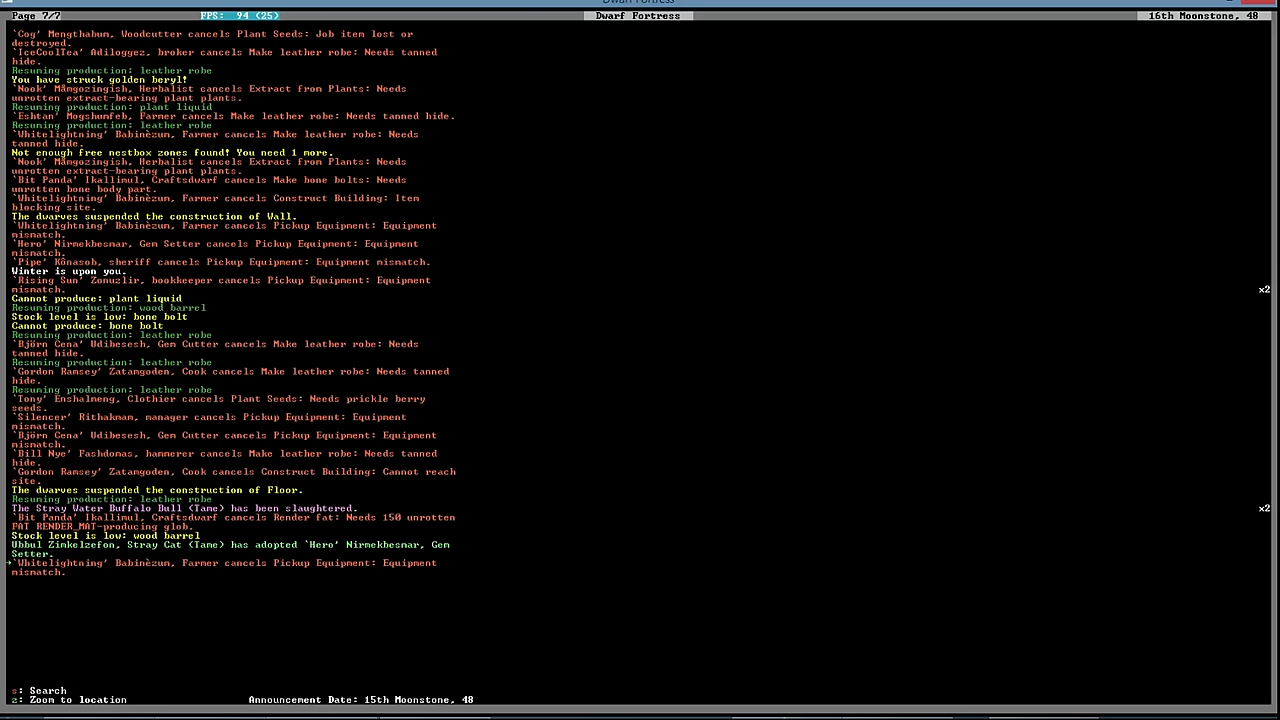 Dwarf Fortress
Page 7/7 FPS: 94 (25) Dwarf Fortress 16th Moonstone, 48
`Cog' Mengthabum, Woodcutter cancels Plant Seeds: Job item lost or
destroyed.
`IceCoolTea' Adiloggez, broker cancels Make leather robe: Needs tanned
hide.
Resuming production: leather robe
You have struck golden beryl!
`Nook' Mångozingish, Herbalist cancels Extract from Plants: Needs
unrotten extract-bearing plant plants.
Resuming production: plant liquid
`Eshtan' Mogshumfeb, Farmer cancels Make leather robe: Needs tanned hide.
Resuming production: leather robe
`Whitelightning' Babinèzum, Farmer cancels Make leather robe: Needs
tanned hide.
Not enough free nestbox zones found! You need 1 more.
`Nook' Mångozingish, Herbalist cancels Extract from Plants: Needs
unrotten extract-bearing plant plants.
`Bit Panda' Ikallimul, Craftsdwarf cancels Make bone bolts: Needs
unrotten bone body part.
`Whitelightning' Babinèzum, Farmer cancels Construct Building: Item
blocking site.
The dwarves suspended the construction of Wall.
`Whitelightning' Babinèzum, Farmer cancels Pickup Equipment: Equipment
mismatch.
`Hero' Nirmekbesmar, Gem Setter cancels Pickup Equipment: Equipment
mismatch.
`Pipe' Kônasob, sheriff cancels Pickup Equipment: Equipment mismatch.
Winter is upon you.
`Rising Sun' Zonuzlir, bookkeeper cancels Pickup Equipment: Equipment
mismatch. x2
Cannot produce: plant liquid
Resuming production: wood barrel
Stock level is low: bone bolt
Cannot produce: bone bolt
Resuming production: leather robe
`Björn Cena' Udibesesh, Gem Cutter cancels Make leather robe: Needs
tanned hide.
Resuming production: leather robe
`Gordon Ramsey' Zatamgoden, Cook cancels Make leather robe: Needs tanned
hide.
Resuming production: leather robe
`Tony' Enshalmeng, Clothier cancels Plant Seeds: Needs prickle berry
seeds.
`Silencer' Rithakmam, manager cancels Pickup Equipment: Equipment
mismatch.
`Björn Cena' Udibesesh, Gem Cutter cancels Pickup Equipment: Equipment
mismatch.
`Bill Nye' Fashdomas, hammerer cancels Make leather robe: Needs tanned
hide.
`Gordon Ramsey' Zatamgoden, Cook cancels Construct Building: Cannot reach
site.
The dwarves suspended the construction of Floor.
Resuming production: leather robe
The Stray Water Buffalo Bull (Tame) has been slaughtered. x2
`Bit Panda' Ikallimul, Craftsdwarf cancels Render fat: Needs 150 unrotten
FAT RENDER_MAT-producing glob.
Stock level is low: wood barrel
Ubbul Zimkelzefon, Stray Cat (Tame) has adopted `Hero' Nirmekbesmar, Gem
Setter.
→`Whitelightning' Babinèzum, Farmer cancels Pickup Equipment: Equipment
mismatch.
s: Search
z: Zoom to location Announcement Date: 15th Moonstone, 48